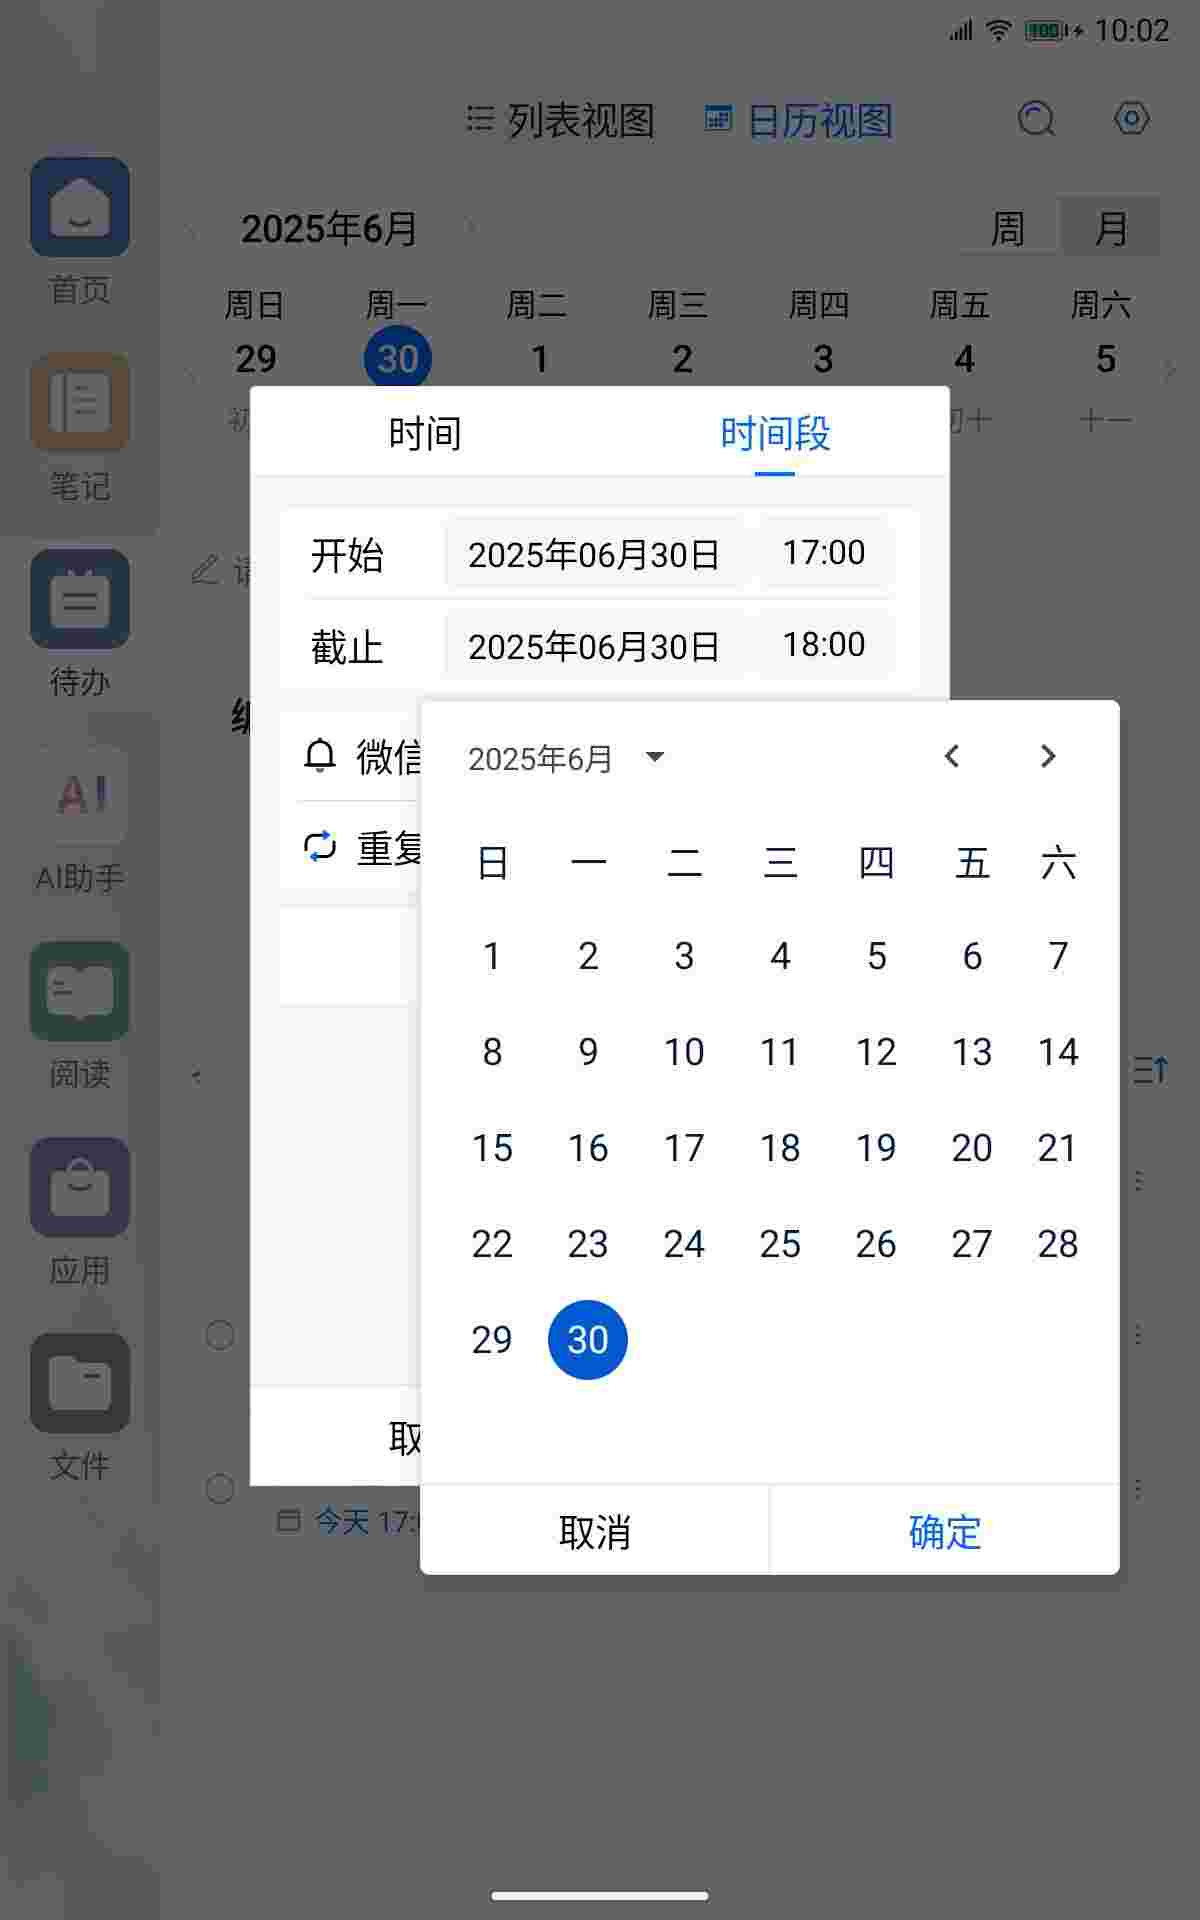 100 10:02
列表视图 日历视图
2025年6月 周 月
周日 周一 周二 周三 周四 周五 周六
29 30 1 2 3 4 5
初十 十一
首页
笔记
待办
AI
AI助手
阅读
应用
文件
时间 时间段
开始 2025年06月30日 17:00
截止 2025年06月30日 18:00
微信
重复
2025年6月
日 一 二 三 四 五 六
1 2 3 4 5 6 7
8 9 10 11 12 13 14
15 16 17 18 19 20 21
22 23 24 25 26 27 28
29 30
取
今天 17:
取消 确定